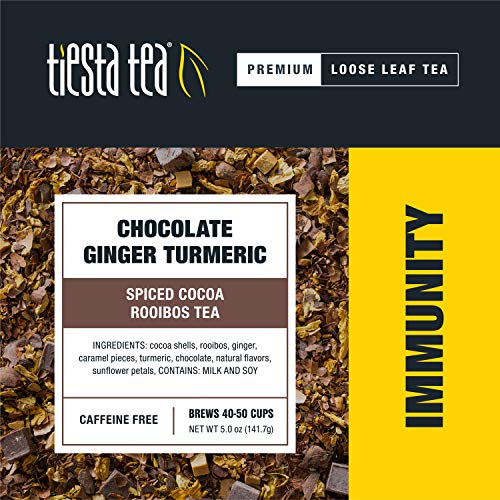 tiesta tea®
PREMIUM LOOSE LEAF TEA
CHOCOLATE
GINGER TURMERIC
SPICED COCOA
ROOIBOS TEA
INGREDIENTS: cocoa shells, rooibos, ginger,
caramel pieces, turmeric, chocolate, natural flavors,
sunflower petals, CONTAINS: MILK AND SOY
CAFFEINE FREE
BREWS 40-50 CUPS
NET WT 5.0 oz (141.7g)
IMMUNITY